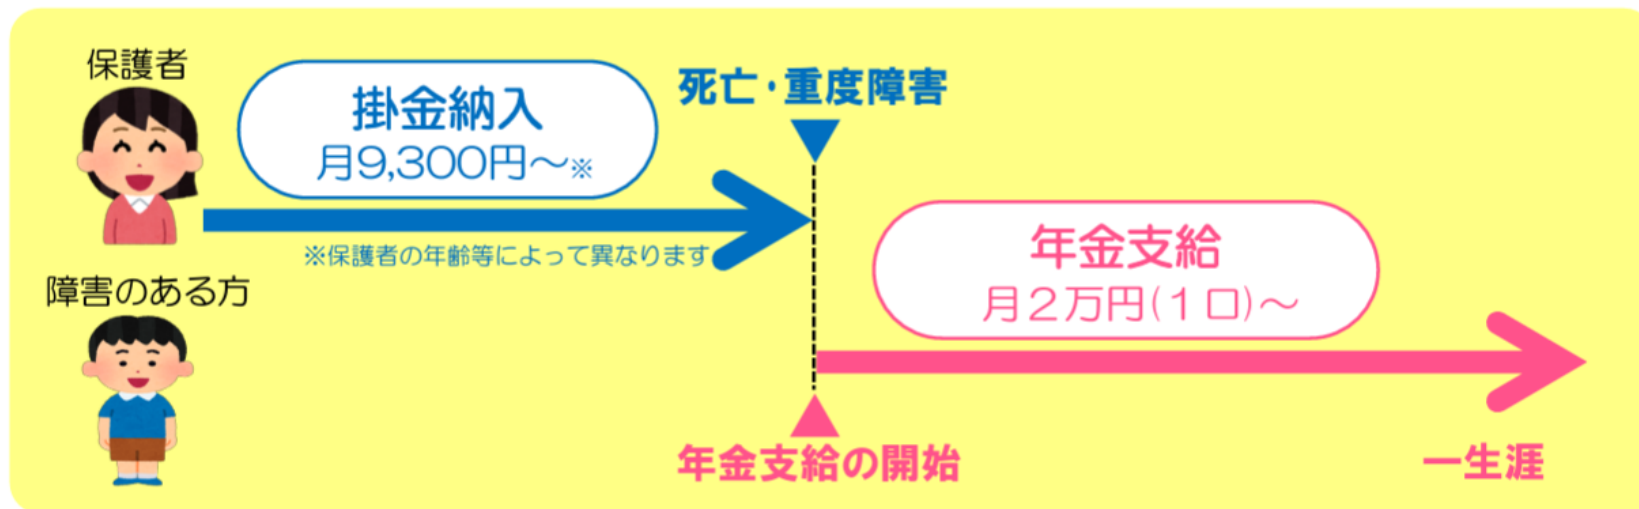 保護者
掛金納入
月9,300円～※
※保護者の年齢等によって異なります
死亡・重度障害
障害のある方
年金支給
月２万円(１口)～
年金支給の開始
一生涯